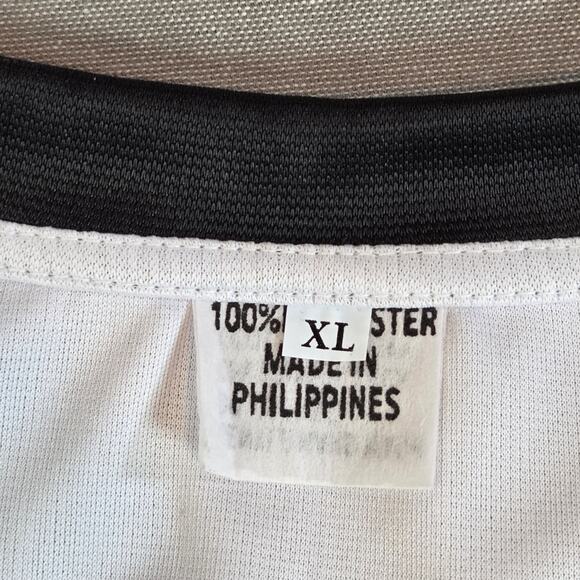 100% STER
XL
MADE IN
PHILIPPINES